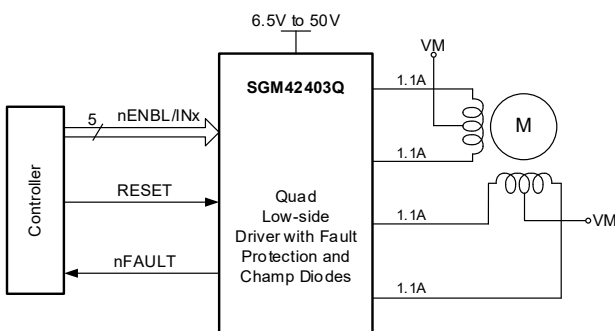 6.5V to 50V
VM
SGM42403Q
1.1A
5
nENBL/INx
M
1.1A
Controller
RESET
Quad
Low-side
Driver with Fault
Protection and
Champ Diodes
1.1A
VM
nFAULT
1.1A